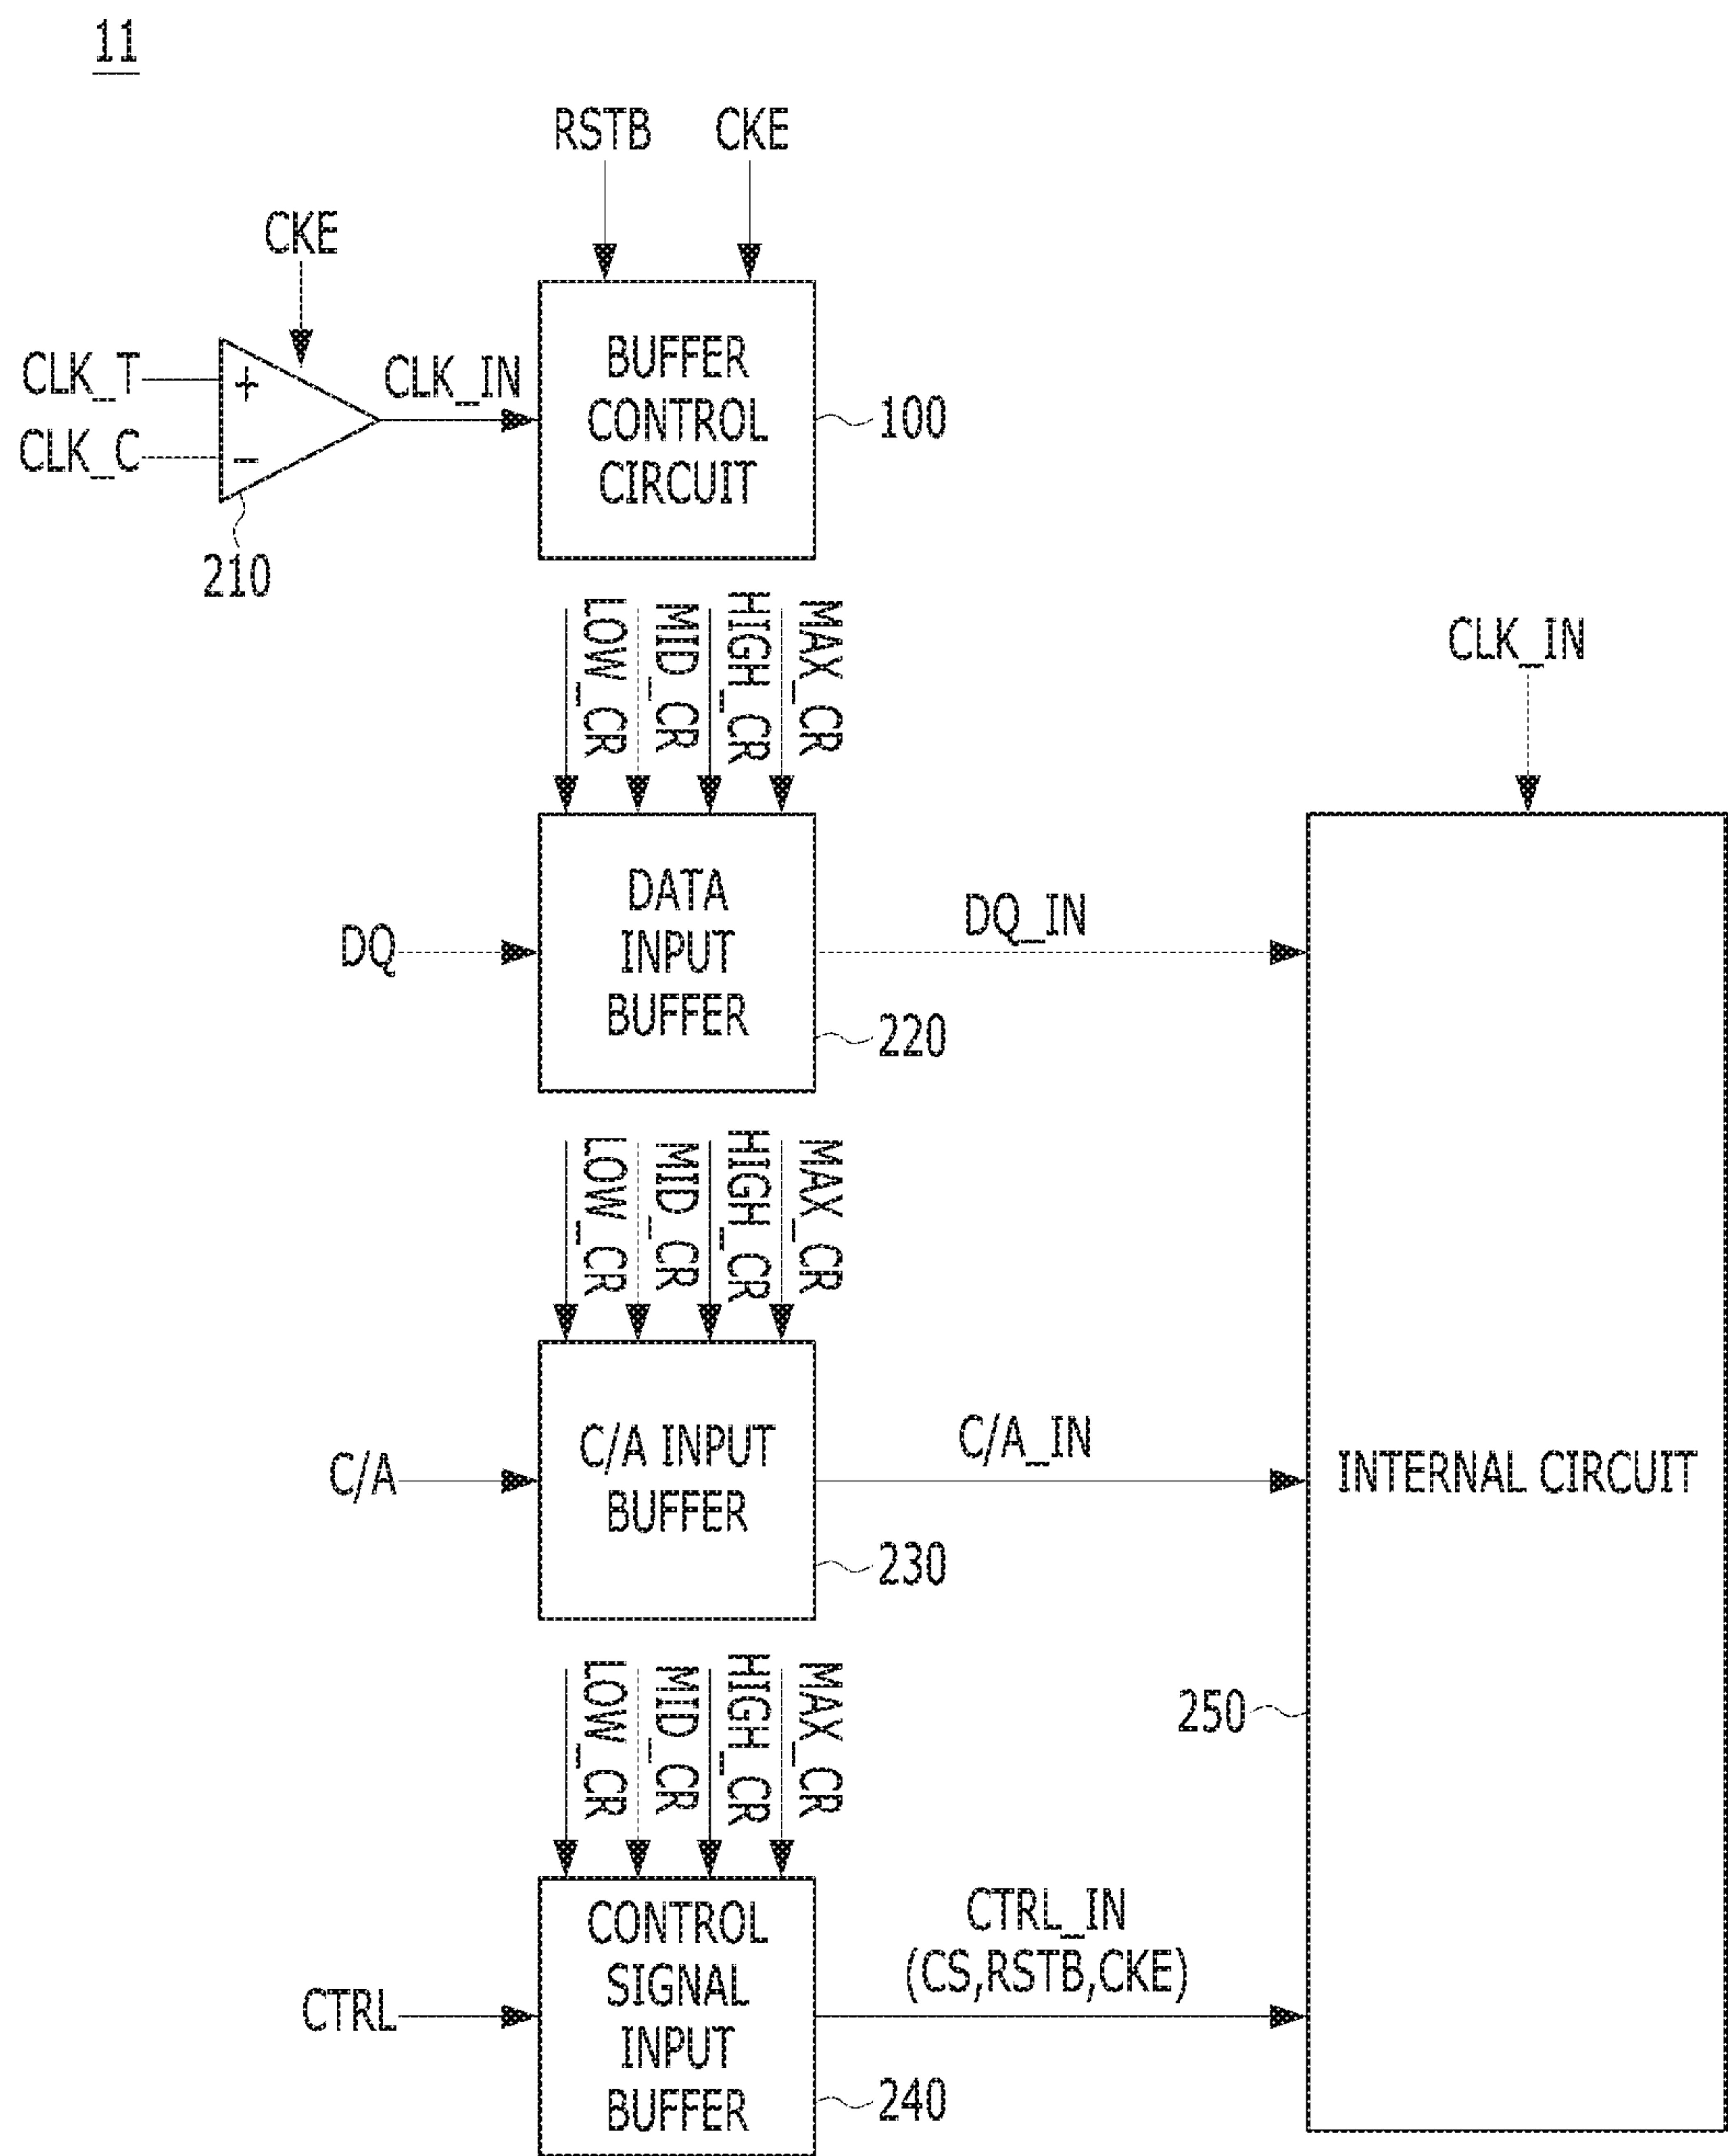 11
RSTB
CKE
CKE
CLK_T
+
CLK_IN
CLK_C
−
BUFFER
CONTROL
CIRCUIT
100
210
LOW_CR
MID_CR
HIGH_CR
MAX_CR
CLK_IN
DATA
INPUT
BUFFER
DQ
DQ_IN
220
LOW_CR
MID_CR
HIGH_CR
MAX_CR
C/A INPUT
BUFFER
C/A
C/A_IN
INTERNAL CIRCUIT
230
LOW_CR
MID_CR
HIGH_CR
MAX_CR
250
CONTROL
SIGNAL
INPUT
BUFFER
CTRL
CTRL_IN
(CS,RSTB,CKE)
240